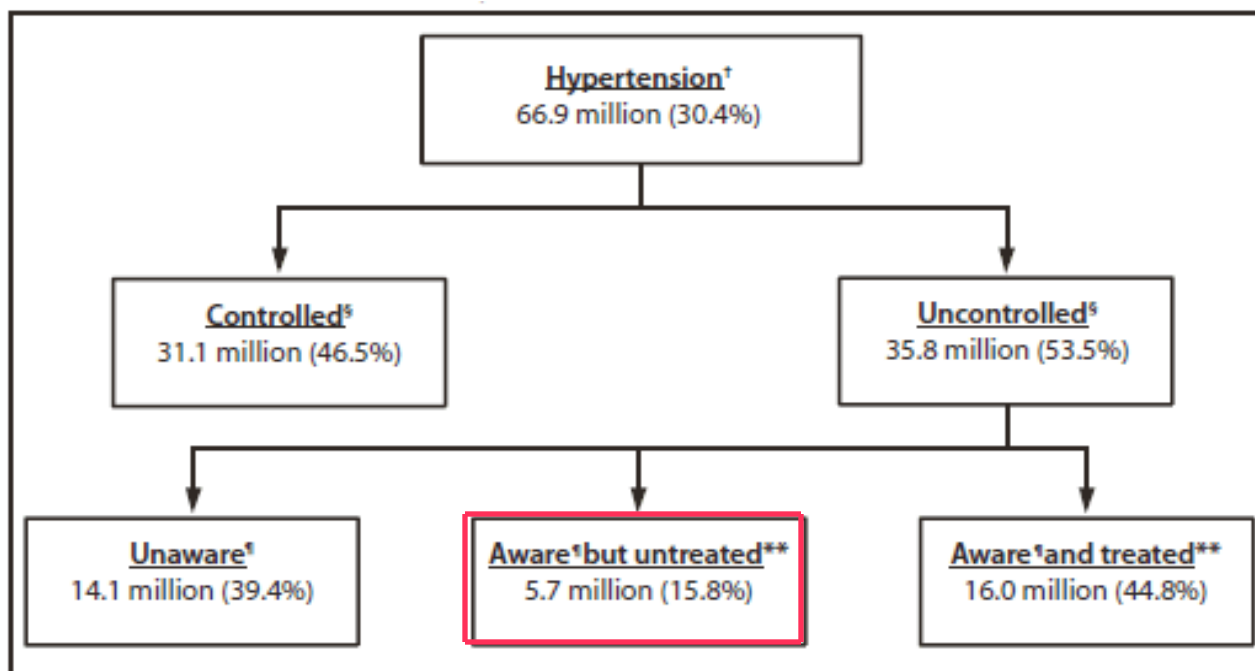 Hypertension†
66.9 million (30.4%)
Controlled§
31.1 million (46.5%)
Uncontrolled§
35.8 million (53.5%)
Unaware¶
14.1 million (39.4%)
Aware¶but untreated**
5.7 million (15.8%)
Aware¶and treated**
16.0 million (44.8%)